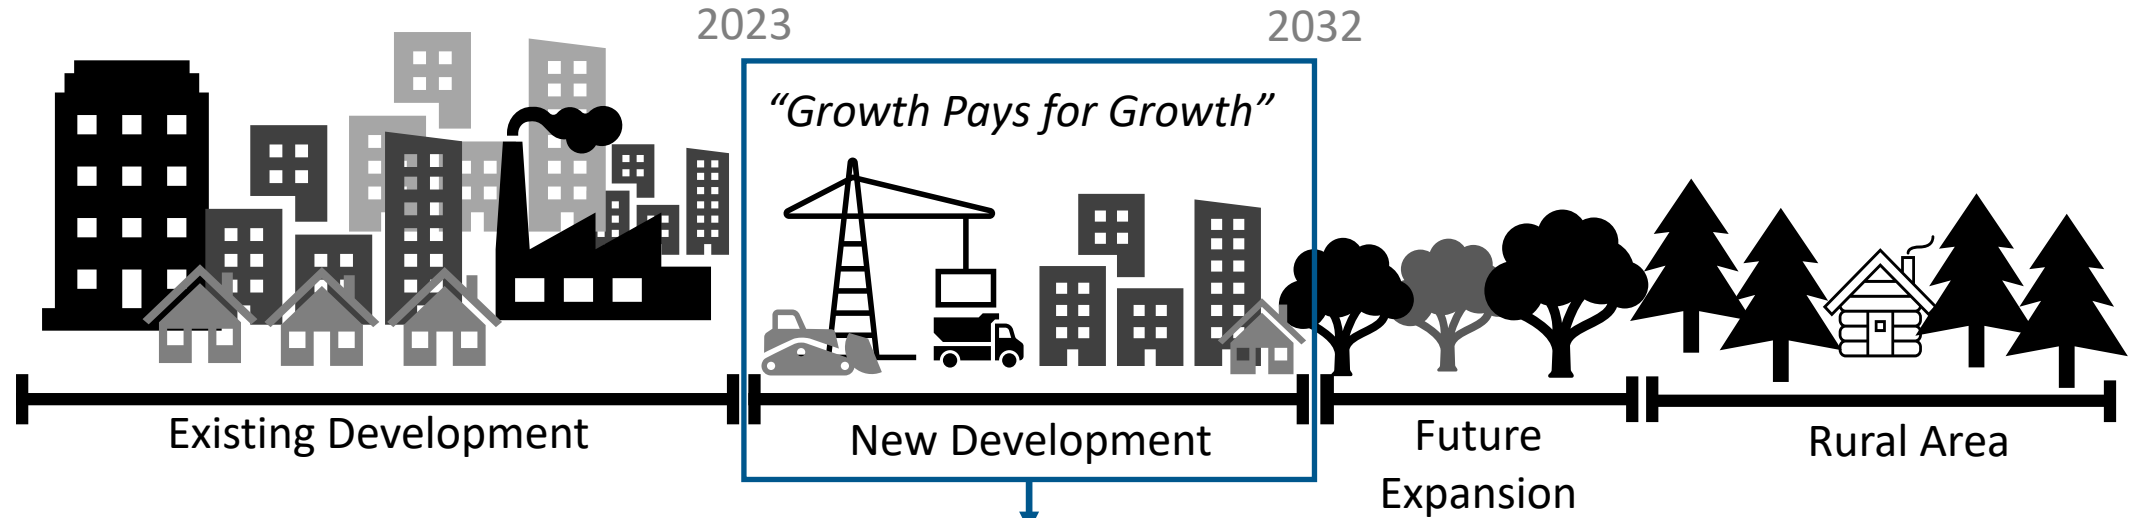 2023
2032
“Growth Pays for Growth”
Existing Development
New Development
Future
Expansion
Rural Area